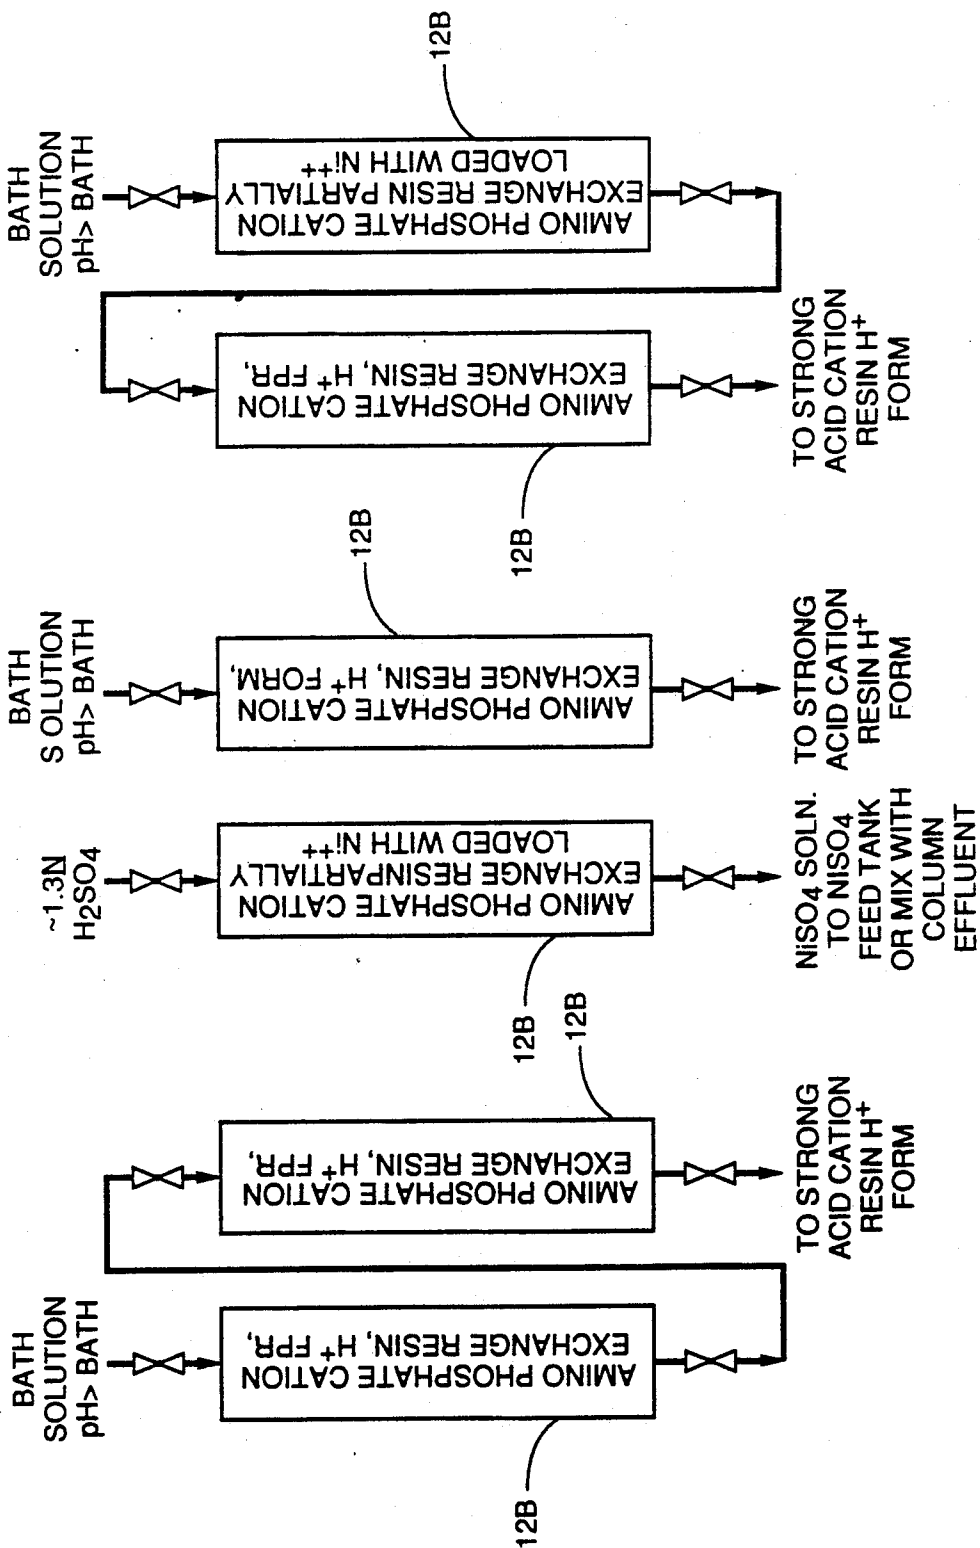 BATH
SOLUTION
pH> BATH
AMINO PHOSPHATE CATION
EXCHANGE RESIN, H+ FPR,
12B
AMINO PHOSPHATE CATION
EXCHANGE RESIN, H+ FPR,
12B
TO STRONG
ACID CATION
RESIN H+
FORM
~1.3N
H2SO4
AMINO PHOSPHATE CATION
EXCHANGE RESINPARTIALLY
LOADED WITH Ni++
12B
NiSO4 SOLN.
TO NISO4
FEED TANK
OR MIX WITH
COLUMN
EFFLUENT
BATH
S OLUTION
pH> BATH
AMINO PHOSPHATE CATION
EXCHANGE RESIN, H+ FORM,
12B
TO STRONG
ACID CATION
RESIN H+
FORM
BATH
SOLUTION
pH> BATH
AMINO PHOSPHATE CATION
EXCHANGE RESIN PARTIALLY
LOADED WITH Ni++
12B
AMINO PHOSPHATE CATION
EXCHANGE RESIN, H+ FPR,
12B
TO STRONG
ACID CATION
RESIN H+
FORM